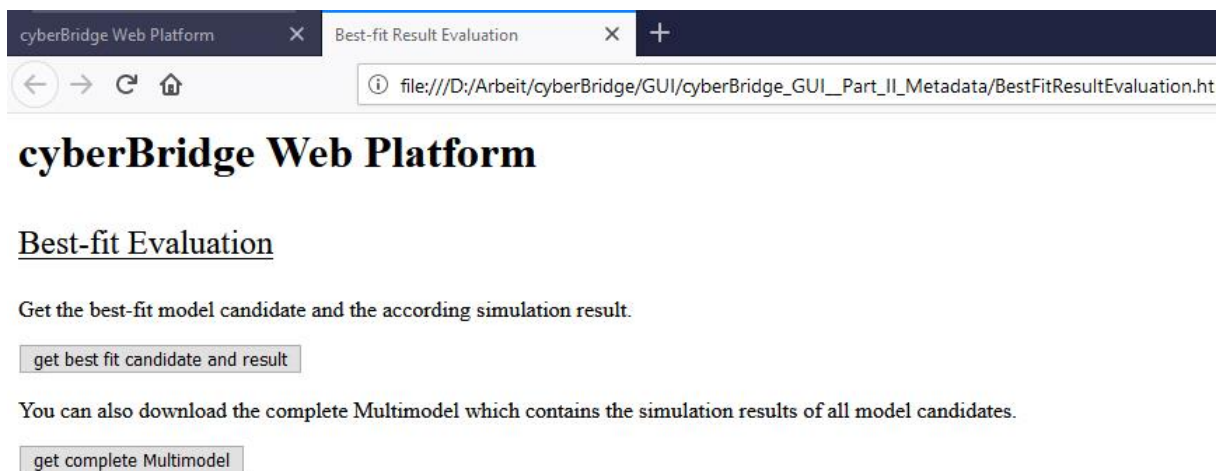 cyberBridge Web Platform
Best-fit Result Evaluation
file:///D:/Arbeit/cyberBridge/GUI/cyberBridge_GUI__Part_II_Metadata/BestFitResultEvaluation.ht
cyberBridge Web Platform
Best-fit Evaluation
Get the best-fit model candidate and the according simulation result.
get best fit candidate and result
You can also download the complete Multimodel which contains the simulation results of all model candidates.
get complete Multimodel